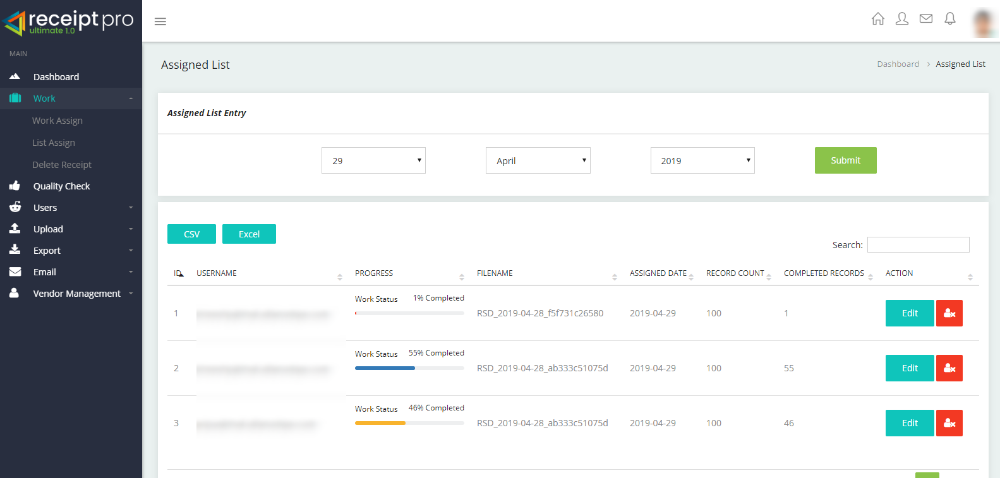 receipt pro
ultimate 1.0
MAIN
Dashboard
Work
Work Assign
List Assign
Delete Receipt
Quality Check
Users
Upload
Export
Email
Vendor Management
Assigned List
Dashboard > Assigned List
Assigned List Entry
29 April 2019 Submit
CSV Excel
Search:
ID USERNAME PROGRESS FILENAME ASSIGNED DATE RECORD COUNT COMPLETED RECORDS ACTION
Work Status 1% Completed
1 RSD_2019-04-28_f5f731c26580 2019-04-29 100 1 Edit
Work Status 55% Completed
2 RSD_2019-04-28_ab333c51075d 2019-04-29 100 55 Edit
Work Status 46% Completed
3 RSD_2019-04-28_ab333c51075d 2019-04-29 100 46 Edit